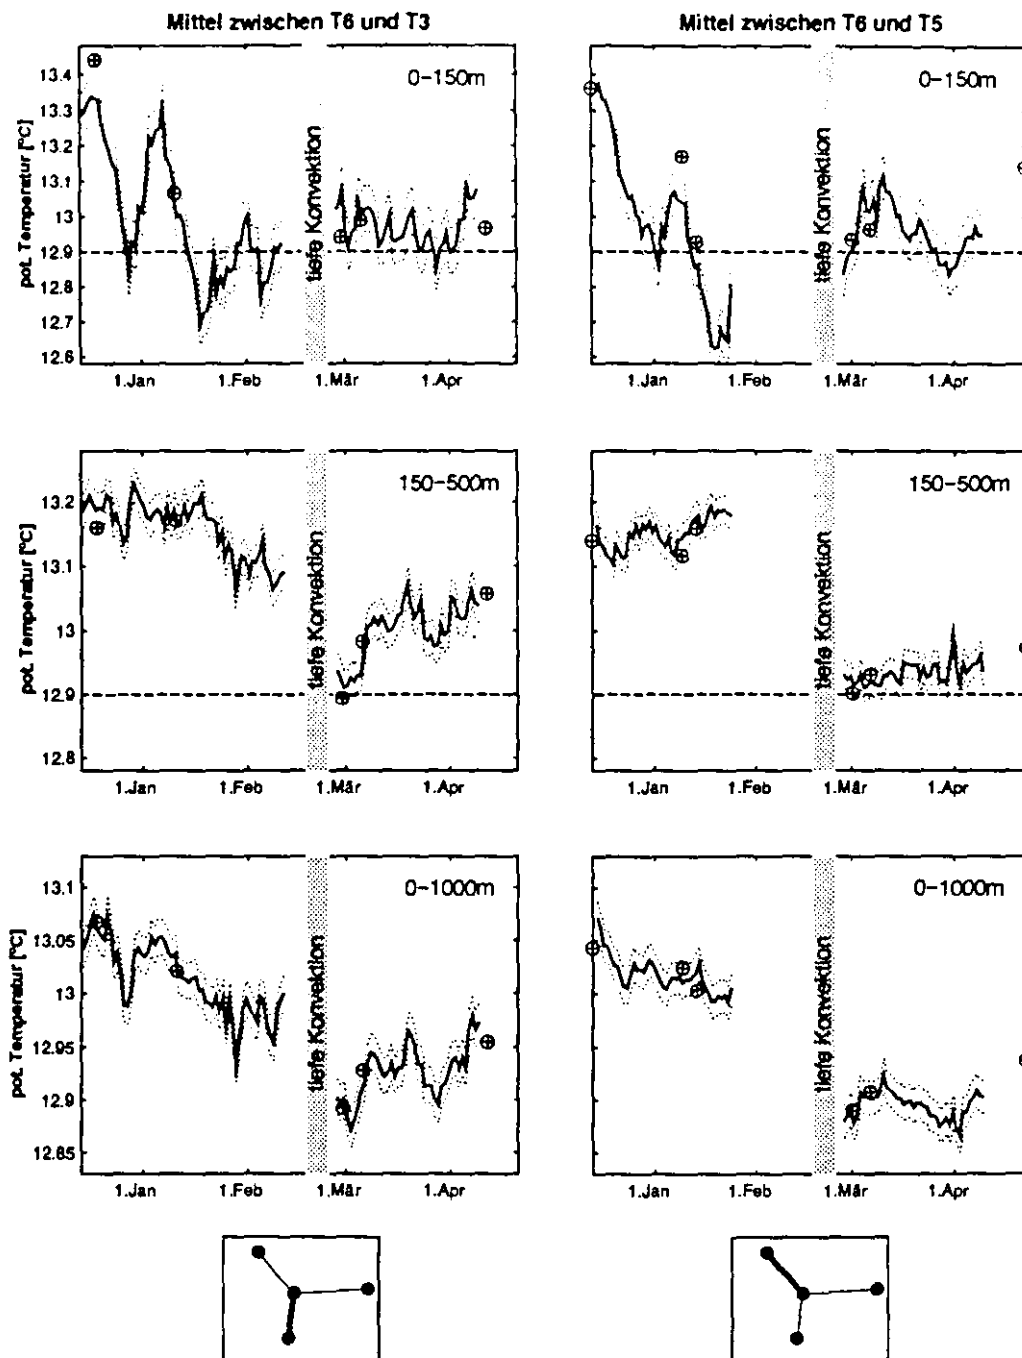 Mittel zwischen T6 und T3
Mittel zwischen T6 und T5
pot. Temperatur [°C]
13.4
13.3
13.2
13.1
13
12.9
12.8
12.7
12.6
0-150m
tiefe Konvektion
1.Jan
1.Feb
1.Mär
1.Apr
0-150m
tiefe Konvektion
1.Jan
1.Feb
1.Mär
1.Apr
pot. Temperatur [°C]
13.2
13.1
13
12.9
12.8
150-500m
tiefe Konvektion
1.Jan
1.Feb
1.Mär
1.Apr
150-500m
tiefe Konvektion
1.Jan
1.Feb
1.Mär
1.Apr
pot. Temperatur [°C]
13.1
13.05
13
12.95
12.9
12.85
0-1000m
tiefe Konvektion
1.Jan
1.Feb
1.Mär
1.Apr
0-1000m
tiefe Konvektion
1.Jan
1.Feb
1.Mär
1.Apr